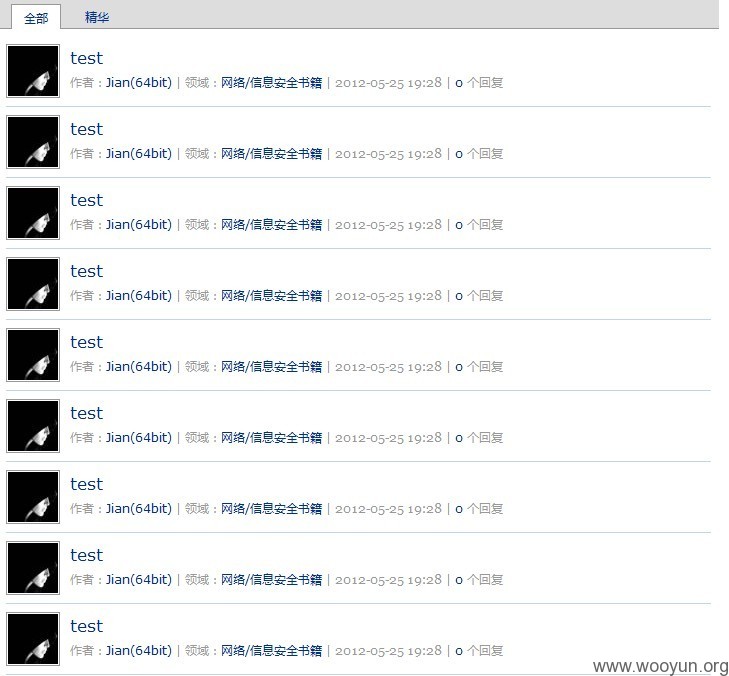 全部 精华
test
作者：Jian(64bit) | 领域：网络/信息安全书籍 | 2012-05-25 19:28 | 0 个回复
test
作者：Jian(64bit) | 领域：网络/信息安全书籍 | 2012-05-25 19:28 | 0 个回复
test
作者：Jian(64bit) | 领域：网络/信息安全书籍 | 2012-05-25 19:28 | 0 个回复
test
作者：Jian(64bit) | 领域：网络/信息安全书籍 | 2012-05-25 19:28 | 0 个回复
test
作者：Jian(64bit) | 领域：网络/信息安全书籍 | 2012-05-25 19:28 | 0 个回复
test
作者：Jian(64bit) | 领域：网络/信息安全书籍 | 2012-05-25 19:28 | 0 个回复
test
作者：Jian(64bit) | 领域：网络/信息安全书籍 | 2012-05-25 19:28 | 0 个回复
test
作者：Jian(64bit) | 领域：网络/信息安全书籍 | 2012-05-25 19:28 | 0 个回复
test
作者：Jian(64bit) | 领域：网络/信息安全书籍 | 2012-05-25 19:28 | 0 个回复
www.wooyun.org